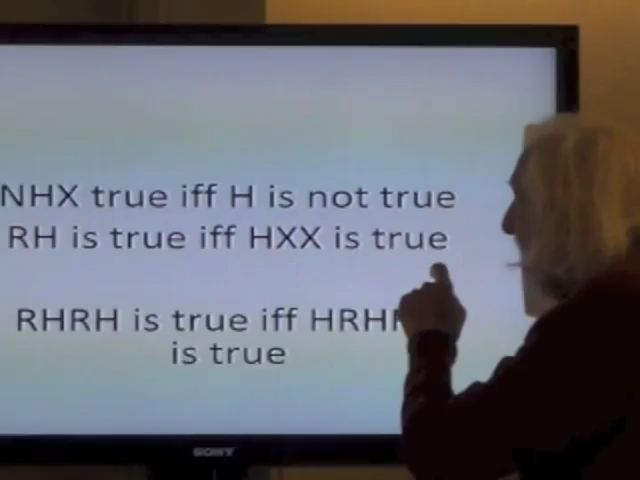 NHX true iff H is not true
RH is true iff HXX is true
RHRH is true iff
is true
SONY